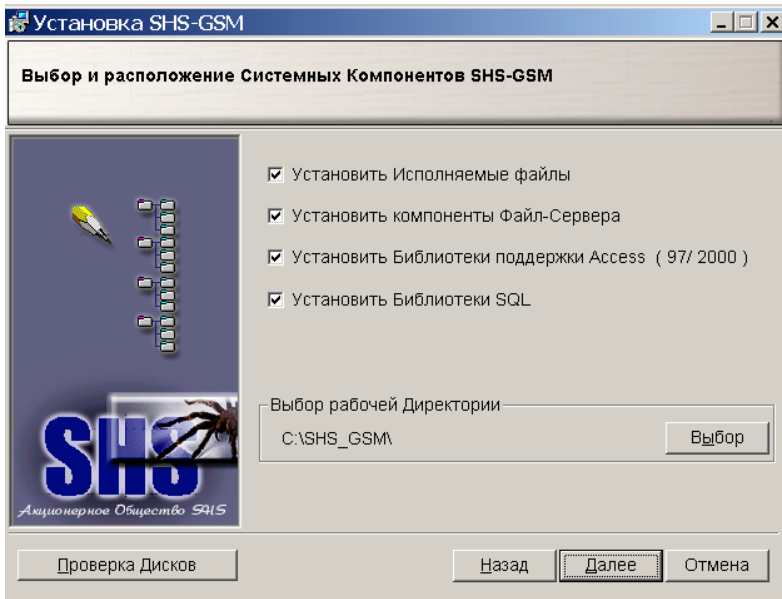 Установка SHS-GSM
Выбор и расположение Системных Компонентов SHS-GSM
Установить Исполняемые файлы
Установить компоненты Файл-Сервера
Установить Библиотеки поддержки Access ( 97/ 2000 )
Установить Библиотеки SQL
Выбор рабочей Директории
C:\SHS_GSM\
Выбор
SHS
Акционерное Общество SHS
Проверка Дисков
Назад
Далее
Отмена